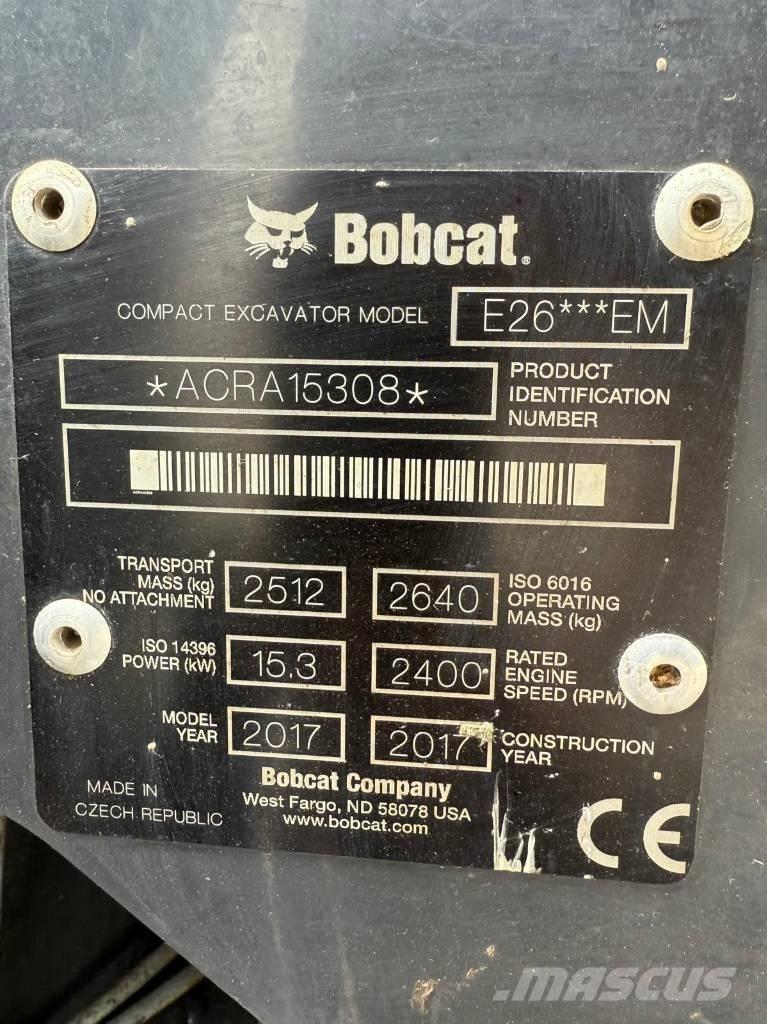 Bobcat®
COMPACT EXCAVATOR MODEL E26***EM
*ACRA15308*
PRODUCT
IDENTIFICATION
NUMBER
TRANSPORT
MASS (kg)
NO ATTACHMENT
2512
2640
ISO 6016
OPERATING
MASS (kg)
ISO 14396
POWER (kW)
15.3
2400
RATED
ENGINE
SPEED (RPM)
MODEL
YEAR
2017
2017
CONSTRUCTION
YEAR
MADE IN
CZECH REPUBLIC
Bobcat Company
West Fargo, ND 58078 USA
www.bobcat.com
CE
MASCUS